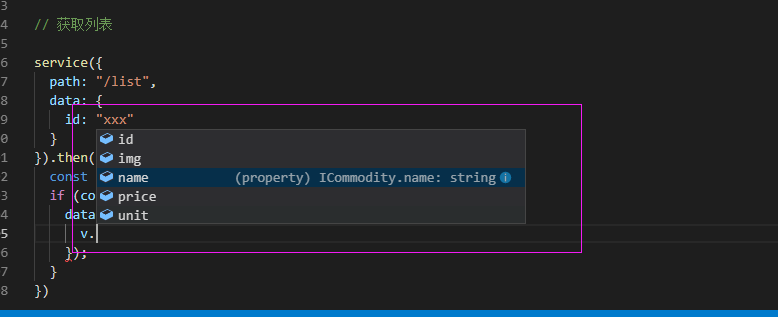 3
4 // 获取列表
5
6 service({
7 path: "/list",
8 data: {
9 id: "xxx"
0 }
1 }).then(
2 const
3 if (co
4 data
5 v.
6 });
7 }
8 })
id
img
name (property) ICommodity.name: string
price
unit